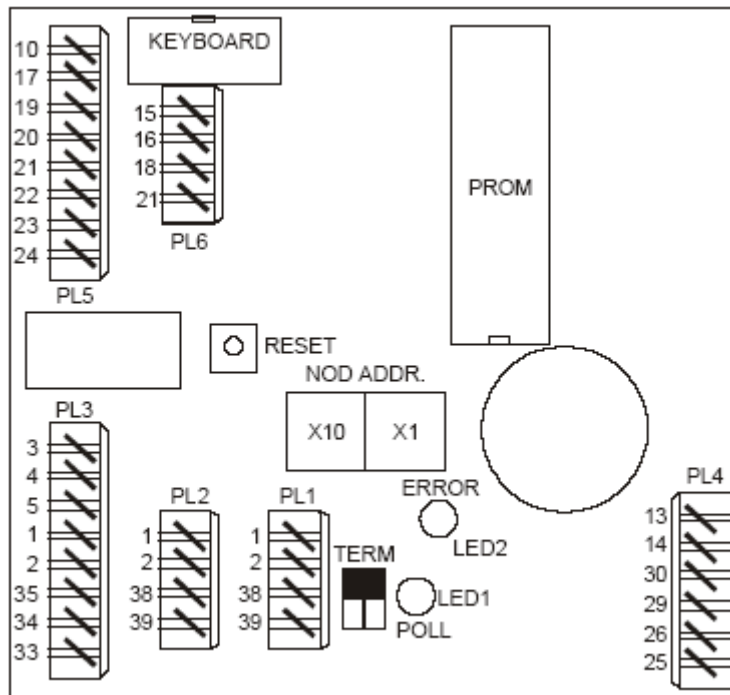 KEYBOARD
10
17
19
20
21
22
23
24
PL5
15
16
18
21
PL6
PROM
RESET
NOD ADDR.
X10
X1
PL3
3
4
5
1
2
35
34
33
PL2
1
2
38
39
PL1
1
2
38
39
TERM
ERROR
LED2
LED1
POLL
PL4
13
14
30
29
26
25